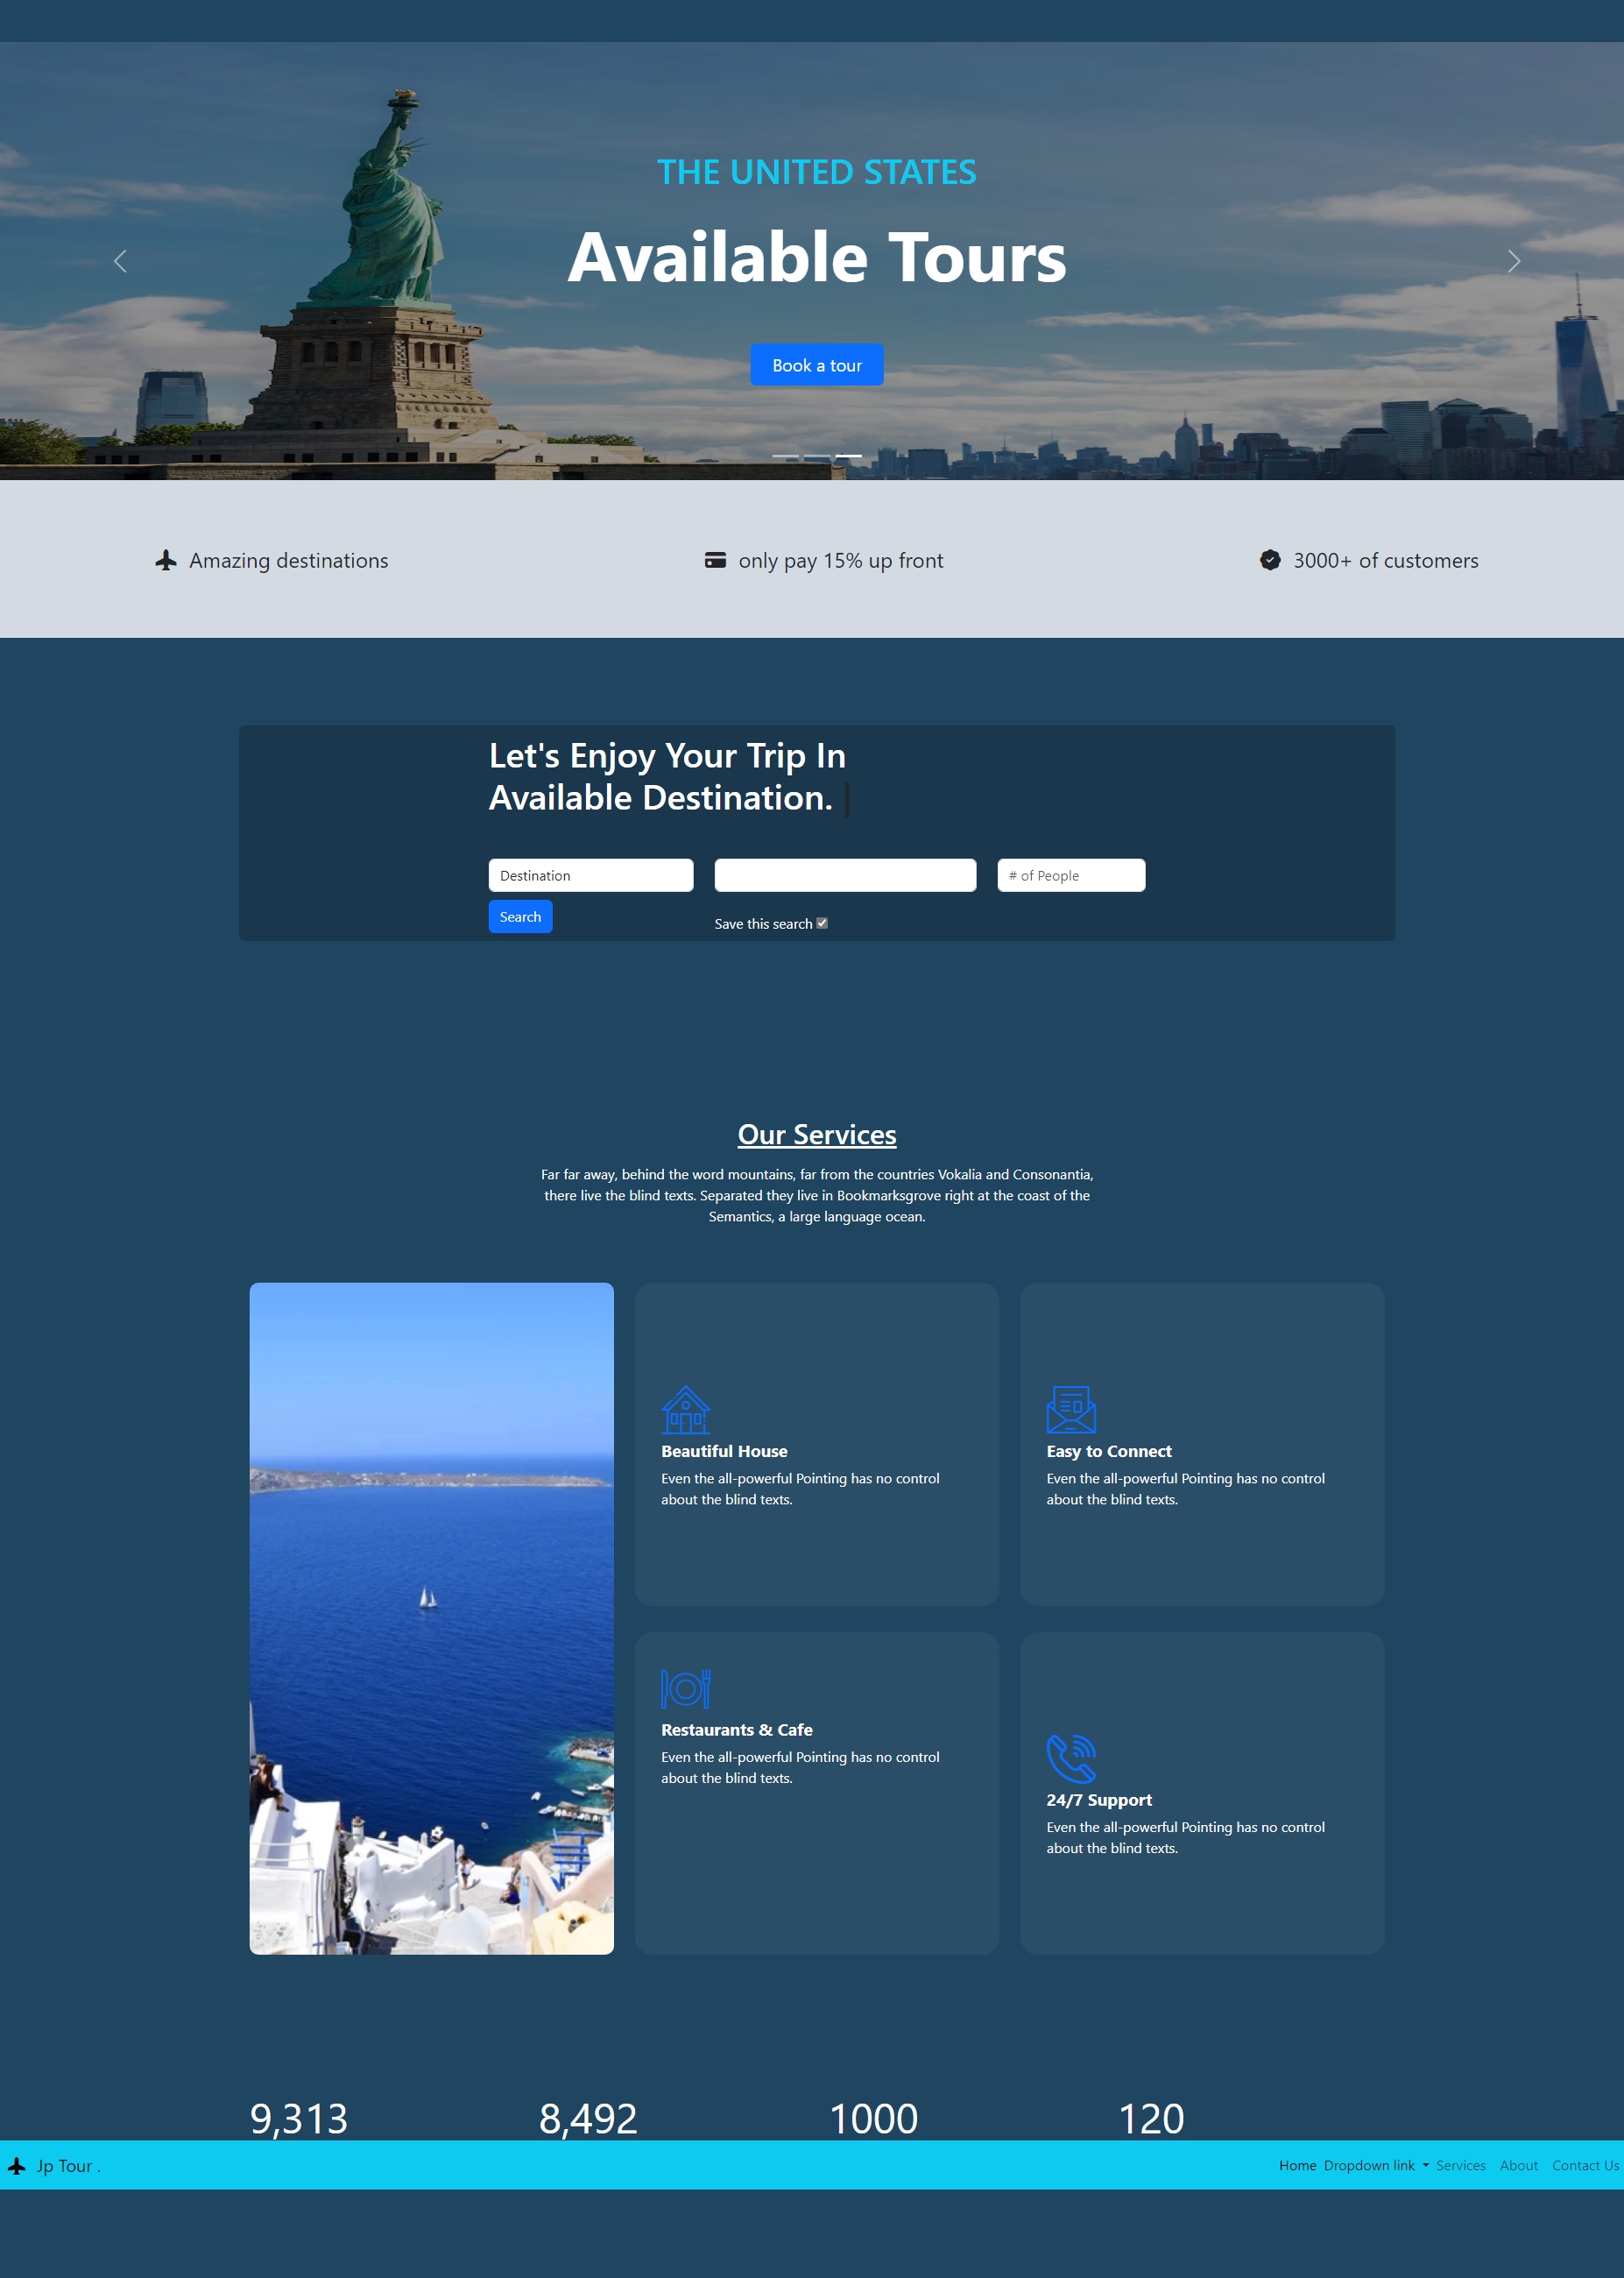 THE UNITED STATES
Available Tours
Book a tour
Amazing destinations
only pay 15% up front
3000+ of customers
Let's Enjoy Your Trip In
Available Destination.
Destination
# of People
Search
Save this search
Our Services
Far far away, behind the word mountains, far from the countries Vokalia and Consonantia,
there live the blind texts. Separated they live in Bookmarksgrove right at the coast of the
Semantics, a large language ocean.
Beautiful House
Even the all-powerful Pointing has no control
about the blind texts.
Easy to Connect
Even the all-powerful Pointing has no control
about the blind texts.
Restaurants & Cafe
Even the all-powerful Pointing has no control
about the blind texts.
24/7 Support
Even the all-powerful Pointing has no control
about the blind texts.
9,313
8,492
1000
120
Jp Tour .
Home
Dropdown link
Services
About
Contact Us